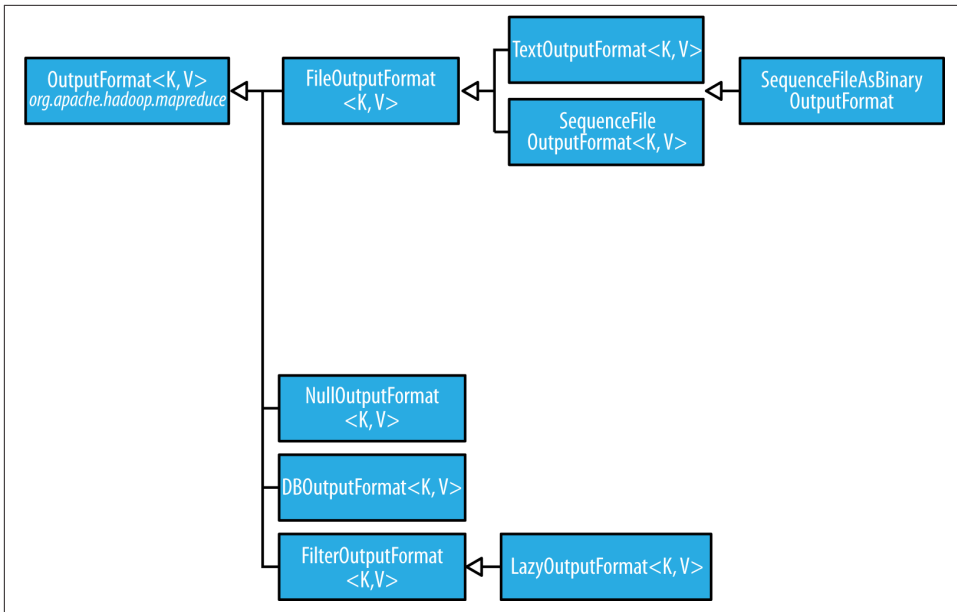 OutputFormat<K, V>
org.apache.hadoop.mapreduce
FileOutputFormat
<K, V>
TextOutputFormat<K, V>
SequenceFile
OutputFormat<K, V>
SequenceFileAsBinary
OutputFormat
NullOutputFormat
<K, V>
DBOutputFormat<K, V>
FilterOutputFormat
<K,V>
LazyOutputFormat<K, V>